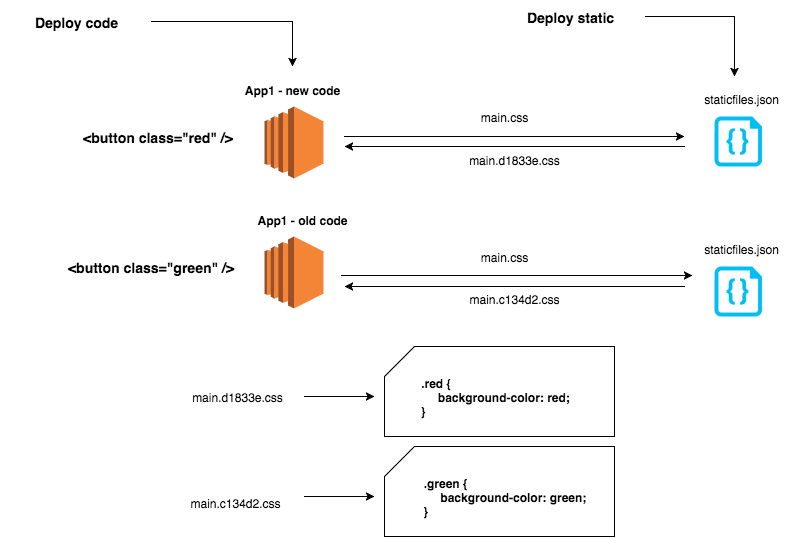 Deploy code
Deploy static
App1 - new code
staticfiles.json
<button class="red" />
main.css
{}
main.d1833e.css
App1 - old code
staticfiles.json
<button class="green" />
main.css
{}
main.c134d2.css
main.d1833e.css
.red {
background-color: red;
}
main.c134d2.css
.green {
background-color: green;
}